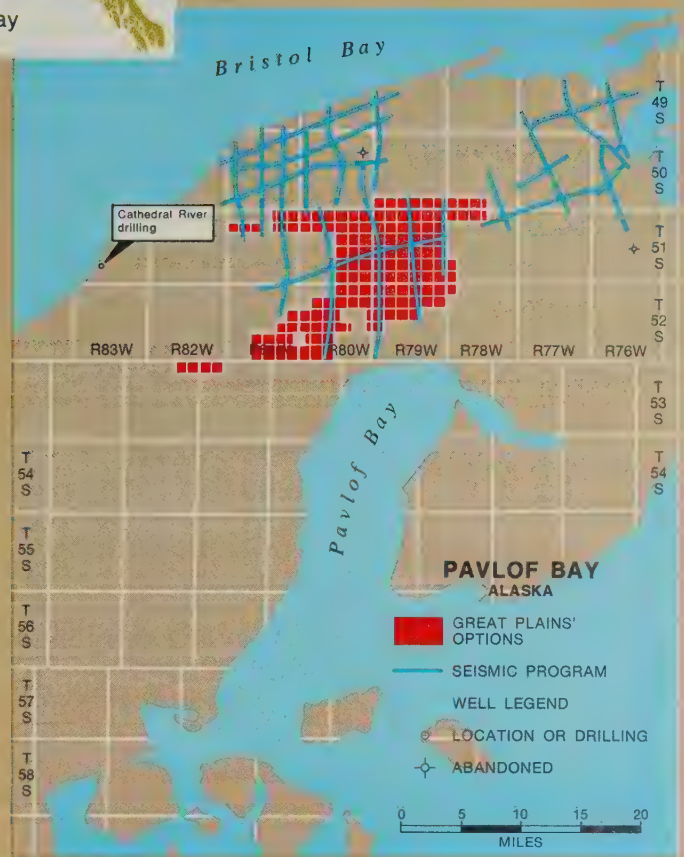 ay
Bristol Bay
T
49
S
T
50
S
Cathedral River
drilling
T
51
S
T
52
S
R83W R82W R80W R79W R78W R77W R76W
T
53
S
Pavlof Bay
T
54
S
T
54
S
T
55
S
PAVLOF BAY
ALASKA
T
56
S
GREAT PLAINS'
OPTIONS
SEISMIC PROGRAM
T
57
S
WELL LEGEND
LOCATION OR DRILLING
T
58
S
ABANDONED
0 5 10 15 20
MILES